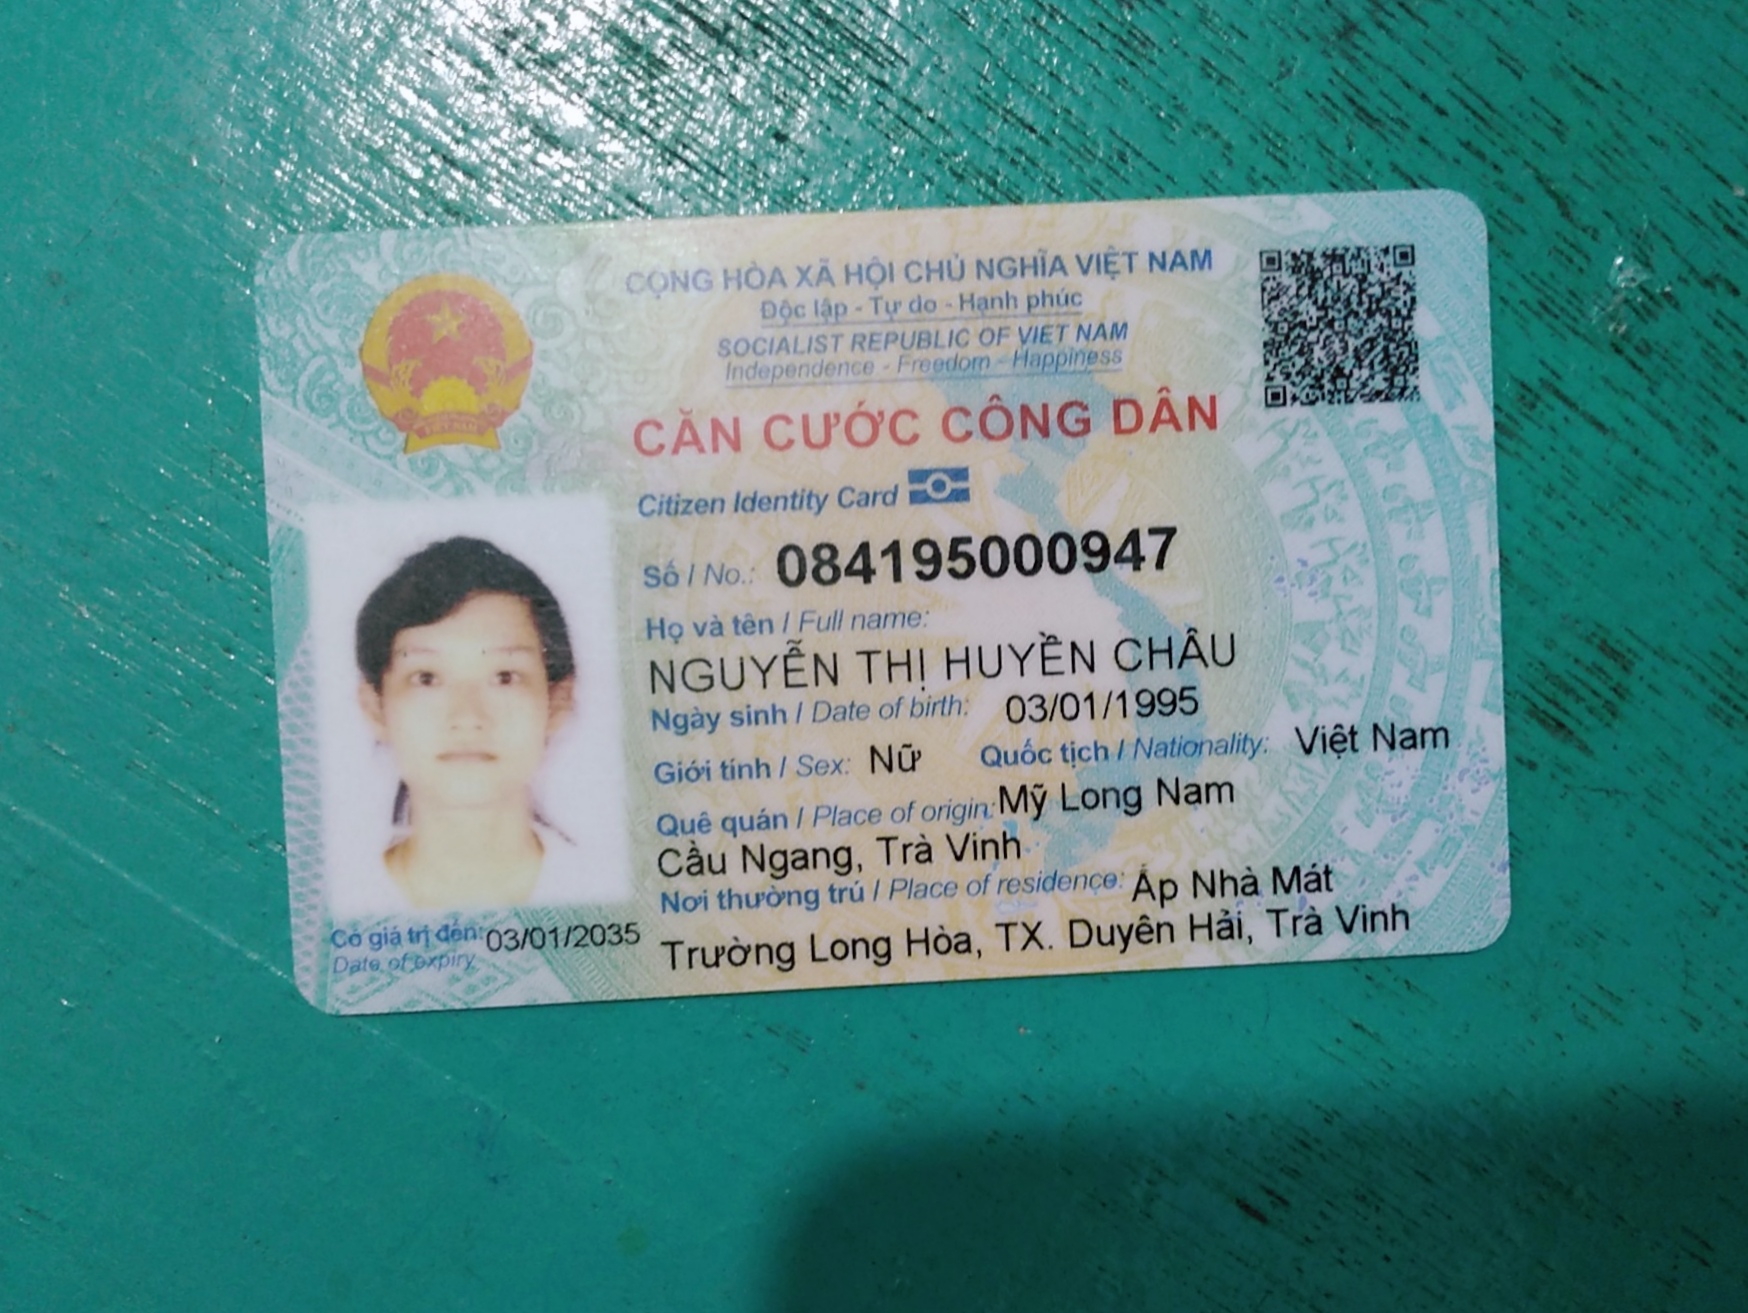 CỘNG HÒA XÃ HỘI CHỦ NGHĨA VIỆT NAM
Độc lập - Tự do - Hạnh phúc
SOCIALIST REPUBLIC OF VIET NAM
Independence - Freedom - Happiness
CĂN CƯỚC CÔNG DÂN
Citizen Identity Card
Số / No.: 084195000947
Họ và tên / Full name:
NGUYỄN THỊ HUYỀN CHÂU
Ngày sinh / Date of birth: 03/01/1995
Giới tính / Sex: Nữ Quốc tịch / Nationality: Việt Nam
Quê quán / Place of origin: Mỹ Long Nam
Cầu Ngang, Trà Vinh
Nơi thường trú / Place of residence: Ấp Nhà Mát
Trường Long Hòa, TX. Duyên Hải, Trà Vinh
Có giá trị đến: 03/01/2035
Date of expiry